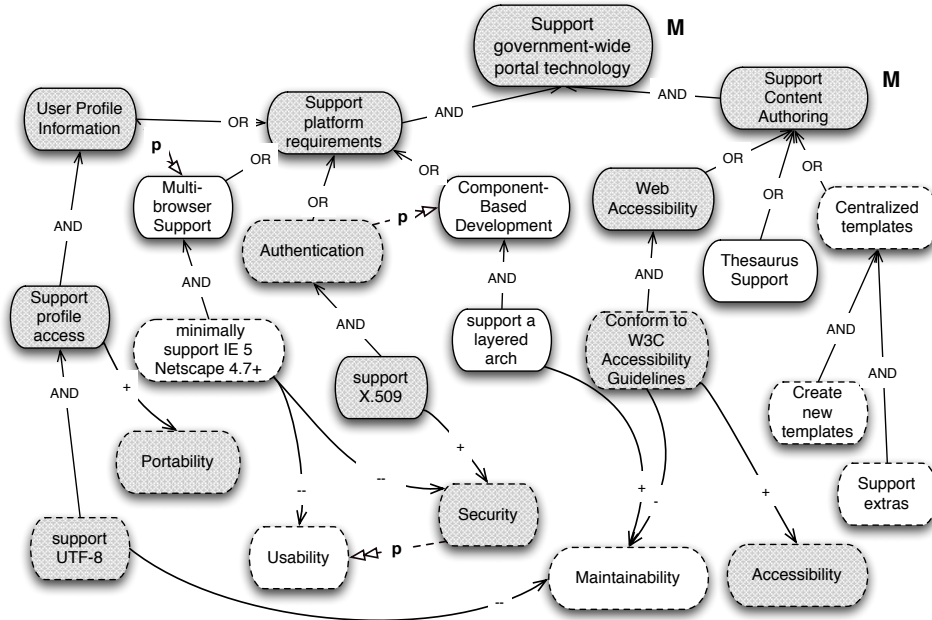 Support
government-wide
portal technology
M
Support
Content
Authoring
M
User Profile
Information
OR
Support
platform
requirements
AND
AND
p
OR
OR
OR
Multi-
browser
Support
Authentication
p
Component-
Based
Development
Web
Accessibility
OR
OR
OR
Thesaurus
Support
Centralized
templates
AND
AND
AND
AND
AND
Support
profile
access
minimally
support IE 5
Netscape 4.7+
support
X.509
support a
layered
arch
Conform to
W3C
Accessibility
Guidelines
AND
AND
Create
new
templates
AND
+
Portability
+
--
--
+
-
+
Support
extras
support
UTF-8
Usability
p
Security
Maintainability
Accessibility
--